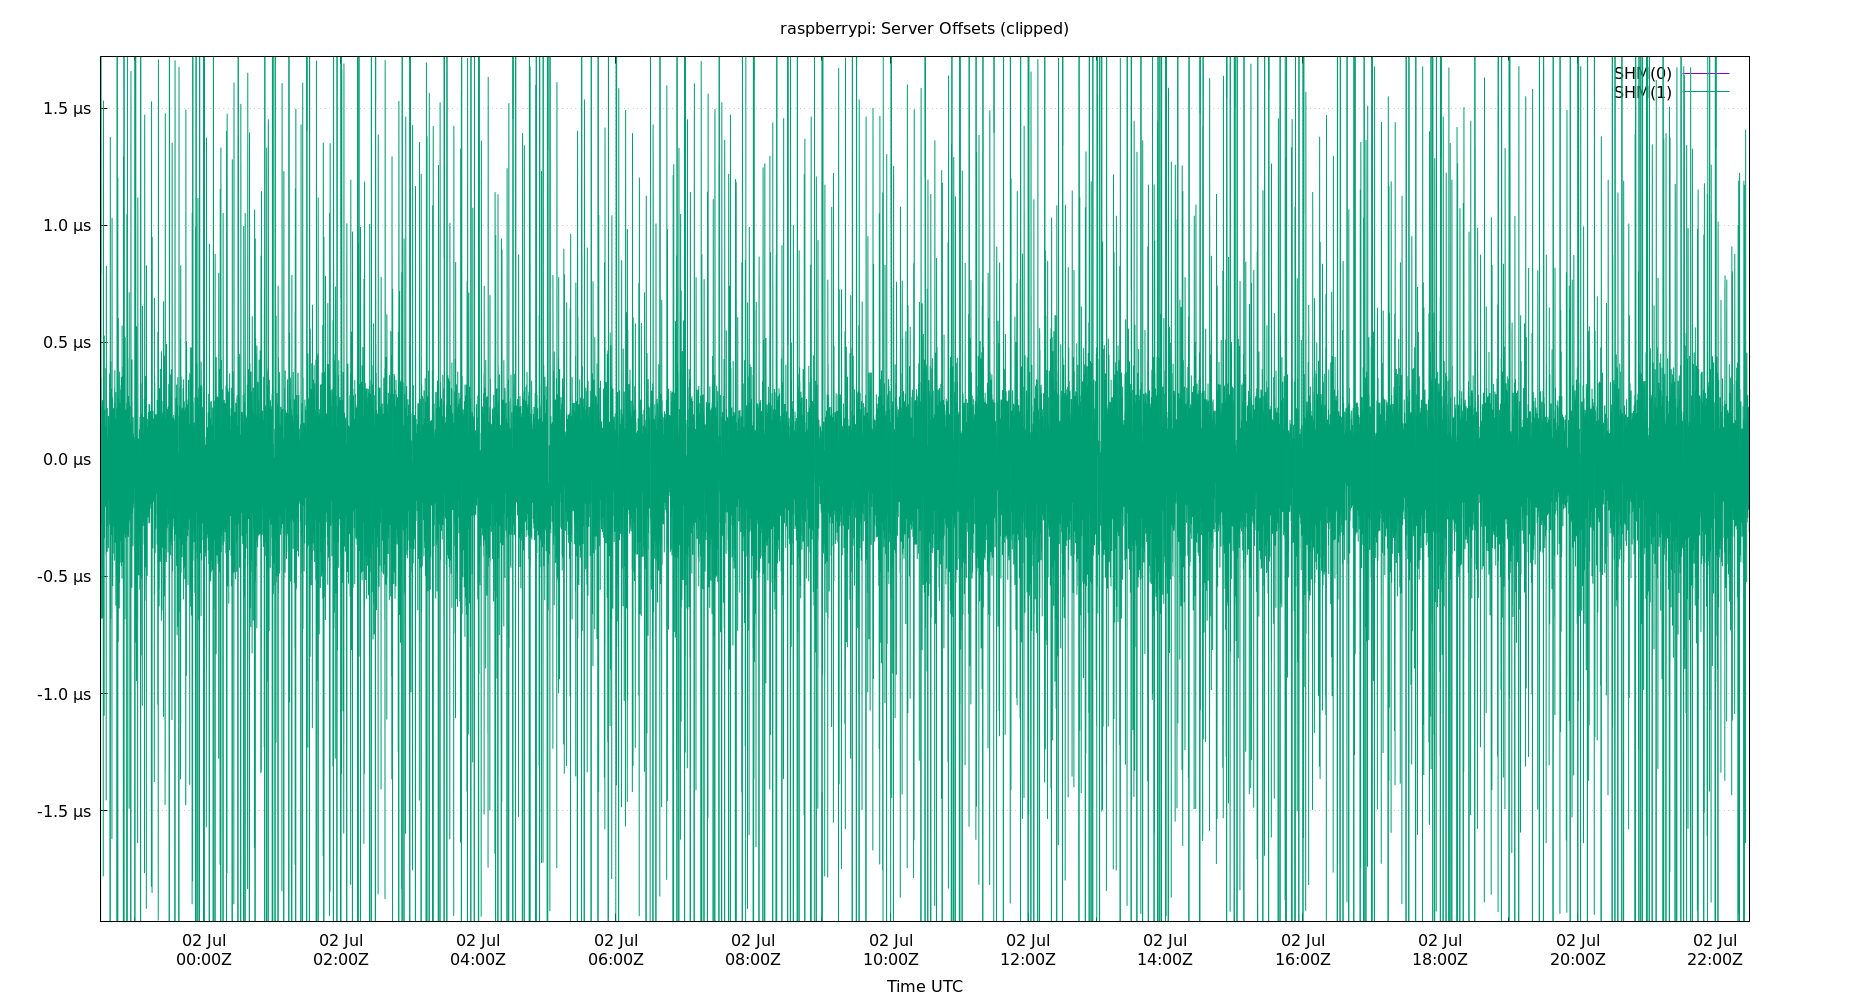 raspberrypi: Server Offsets (clipped)
SHM(0)
SHM(1)
1.5 µs
1.0 µs
0.5 µs
0.0 µs
-0.5 µs
-1.0 µs
-1.5 µs
02 Jul 02 Jul 02 Jul 02 Jul 02 Jul 02 Jul 02 Jul 02 Jul 02 Jul 02 Jul 02 Jul 02 Jul
00:00Z 02:00Z 04:00Z 06:00Z 08:00Z 10:00Z 12:00Z 14:00Z 16:00Z 18:00Z 20:00Z 22:00Z
Time UTC